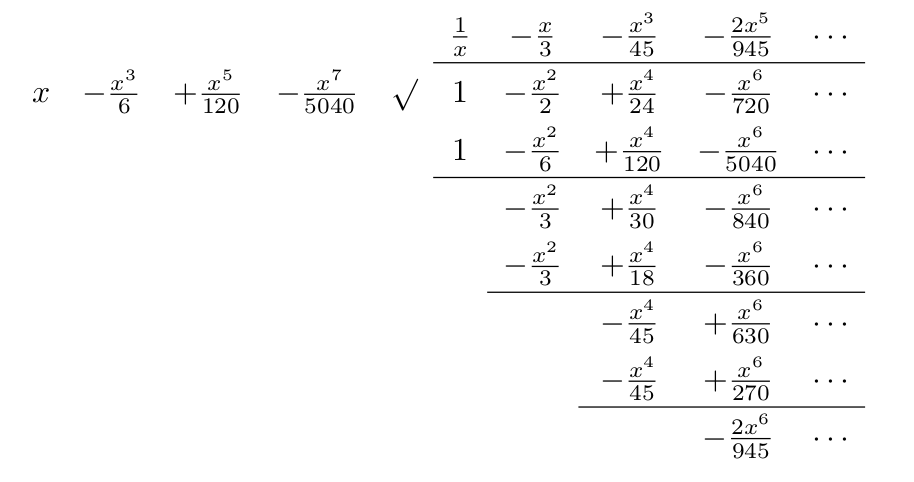 1/x −x/3 −x³/45 −2x⁵/945 ⋯
x −x³/6 +x⁵/120 −x⁷/5040 √ 1 −x²/2 +x⁴/24 −x⁶/720 ⋯
1 −x²/6 +x⁴/120 −x⁶/5040 ⋯
−x²/3 +x⁴/30 −x⁶/840 ⋯
−x²/3 +x⁴/18 −x⁶/360 ⋯
−x⁴/45 +x⁶/630 ⋯
−x⁴/45 +x⁶/270 ⋯
−2x⁶/945 ⋯